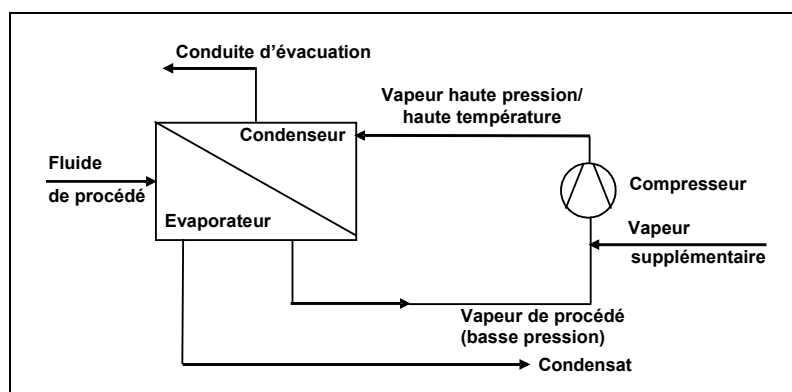 Conduite d'évacuation
Vapeur haute pression/
haute température
Condenseur
Fluide
de procédé
Compresseur
Evaporateur
Vapeur
supplémentaire
Vapeur de procédé
(basse pression)
Condensat